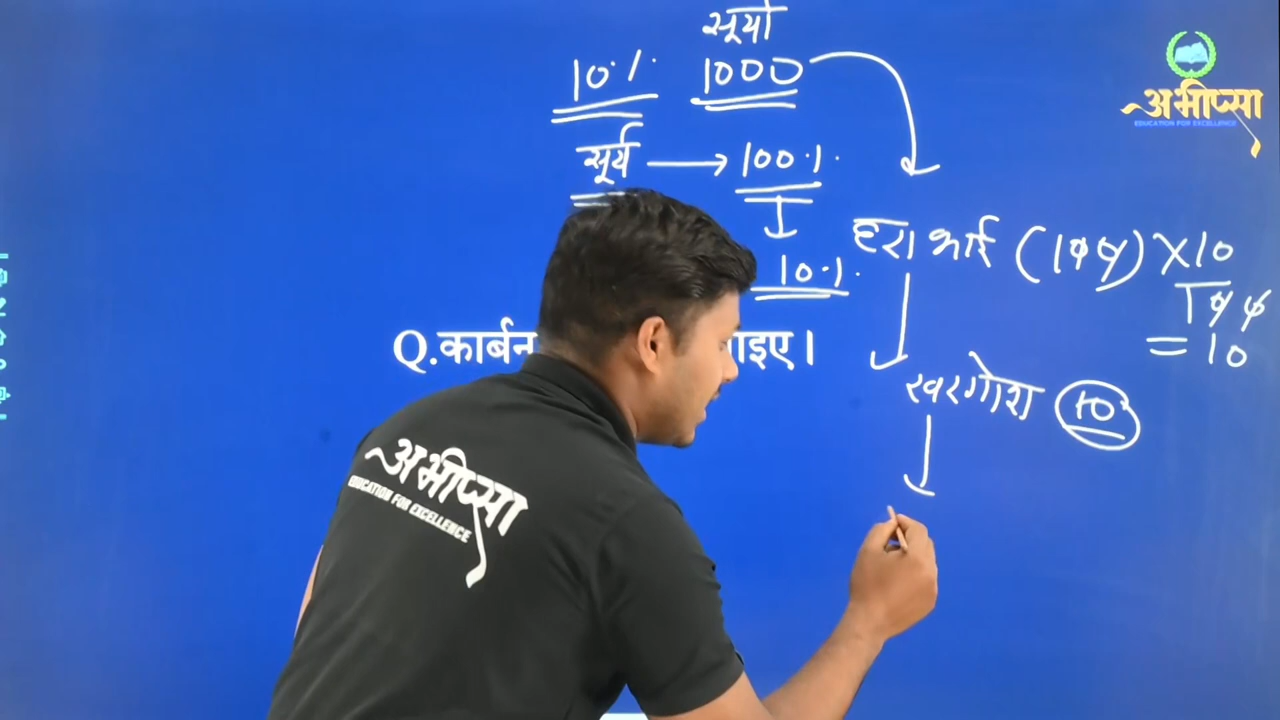 सूर्या
10% 1000
सूर्य → 100%
10%
हरा भाई (100) × 10
100
= 10
Q.कार्बन
ाइए।
खरगोश 10
अभीप्सा
EDUCATION FOR EXCELLENCE
अभीप्सा
EDUCATION FOR EXCELLENCE